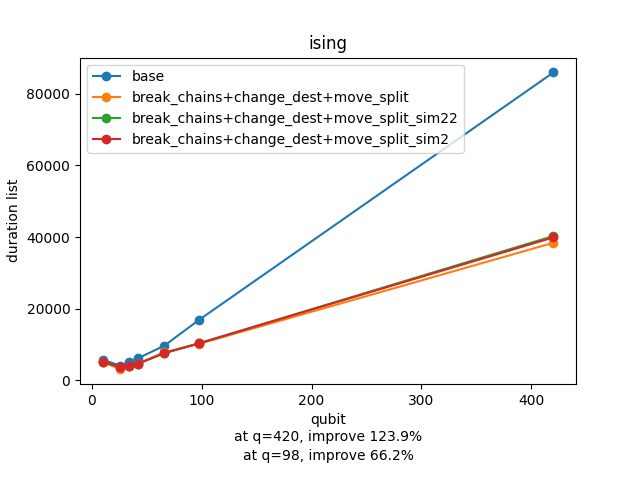 ising
base
break_chains+change_dest+move_split
break_chains+change_dest+move_split_sim22
break_chains+change_dest+move_split_sim2
duration list
80000
60000
40000
20000
0
0 100 200 300 400
qubit
at q=420, improve 123.9%
at q=98, improve 66.2%